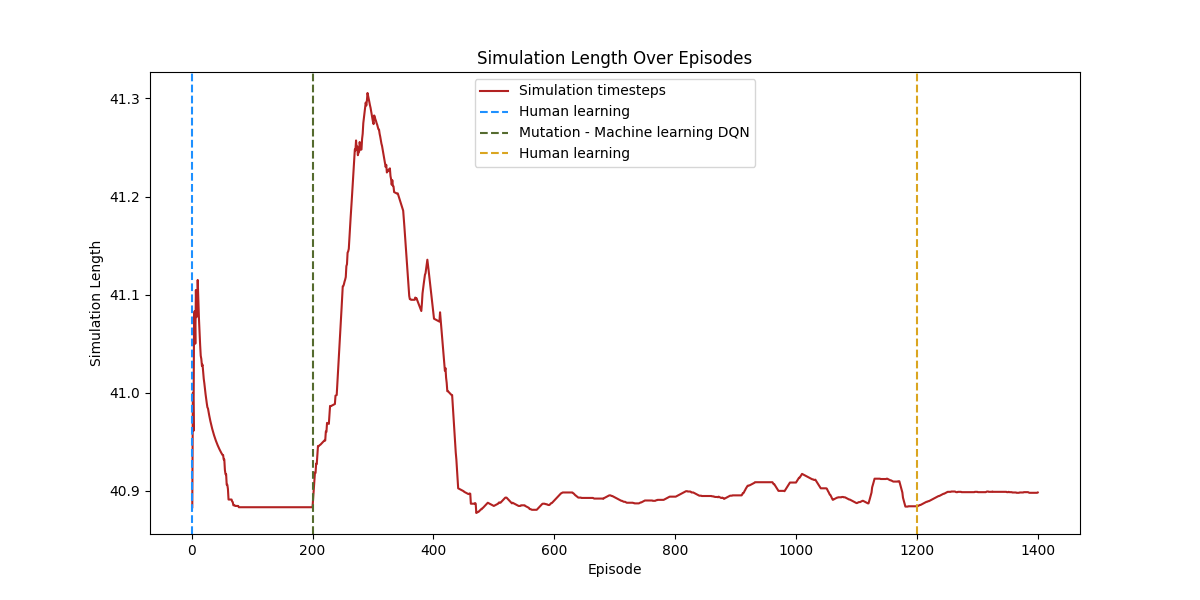 Simulation Length Over Episodes
Simulation timesteps
Human learning
Mutation - Machine learning DQN
Human learning
41.3
41.2
41.1
41.0
40.9
Simulation Length
0 200 400 600 800 1000 1200 1400
Episode